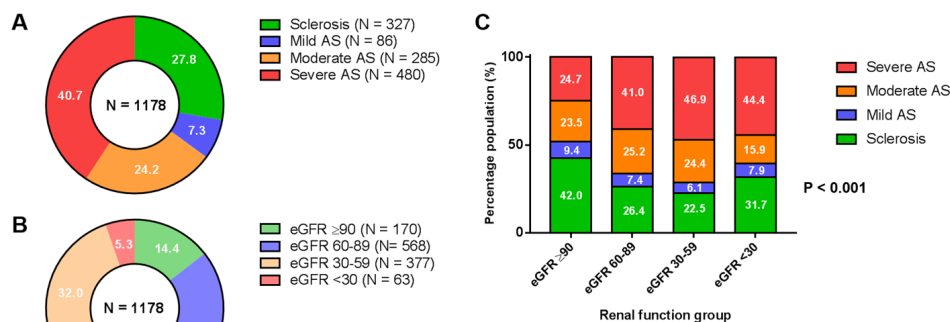 A
Sclerosis (N = 327)
Mild AS (N = 86)
Moderate AS (N = 285)
Severe AS (N = 480)
27.8
7.3
24.2
40.7
N = 1178
B
eGFR ≥90 (N = 170)
eGFR 60-89 (N= 568)
eGFR 30-59 (N = 377)
eGFR <30 (N = 63)
5.3
14.4
32.0
N = 1178
C
Percentage population (%)
100
50
0
24.7
23.5
9.4
42.0
41.0
25.2
7.4
26.4
46.9
24.4
6.1
22.5
44.4
15.9
7.9
31.7
eGFR ≥90
eGFR 60-89
eGFR 30-59
eGFR <30
Renal function group
Severe AS
Moderate AS
Mild AS
Sclerosis
P < 0.001